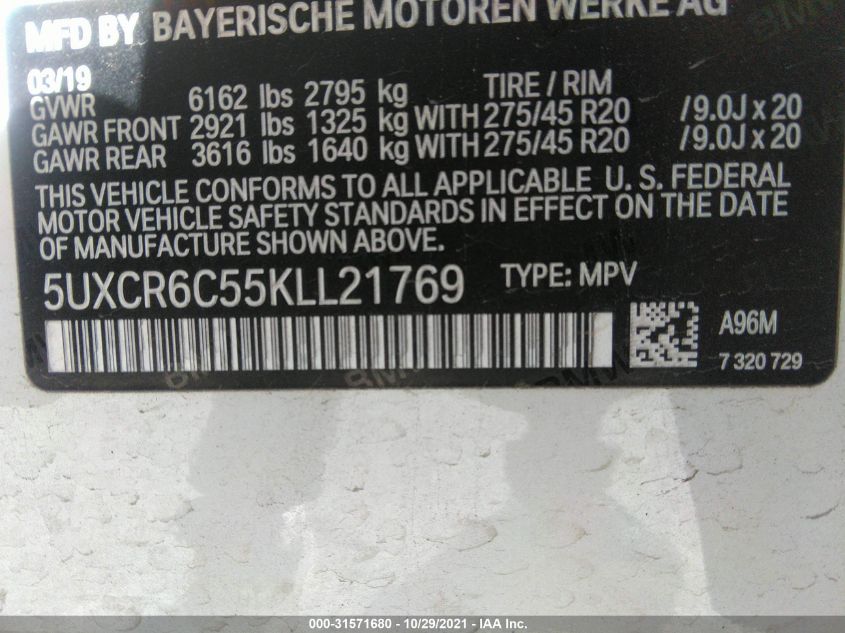 MFD BY BAYERISCHE MOTOREN WERKE AG
03/19
GVWR 6162 lbs 2795 kg TIRE / RIM
GAWR FRONT 2921 lbs 1325 kg WITH 275/45 R20 /9.0J x 20
GAWR REAR 3616 lbs 1640 kg WITH 275/45 R20 /9.0J x 20
THIS VEHICLE CONFORMS TO ALL APPLICABLE U. S. FEDERAL
MOTOR VEHICLE SAFETY STANDARDS IN EFFECT ON THE DATE
OF MANUFACTURE SHOWN ABOVE.
5UXCR6C55KLL21769 TYPE: MPV
A96M
7 320 729
000-31571680 - 10/29/2021 - IAA Inc.